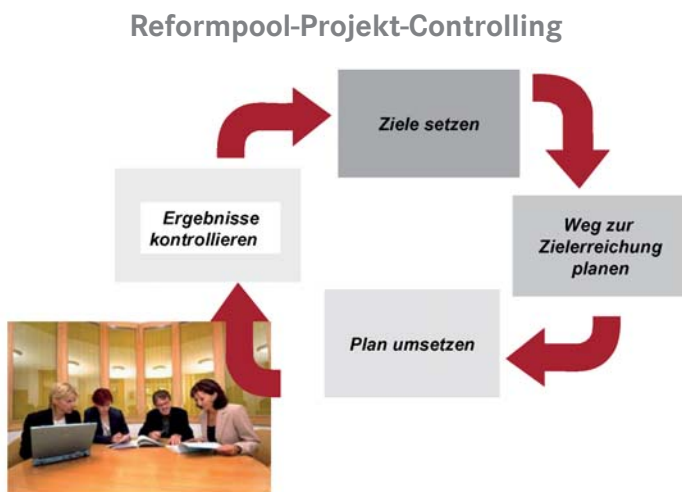 Reformpool-Projekt-Controlling
Ziele setzen
Weg zur
Zielerreichung
planen
Plan umsetzen
Ergebnisse
kontrollieren